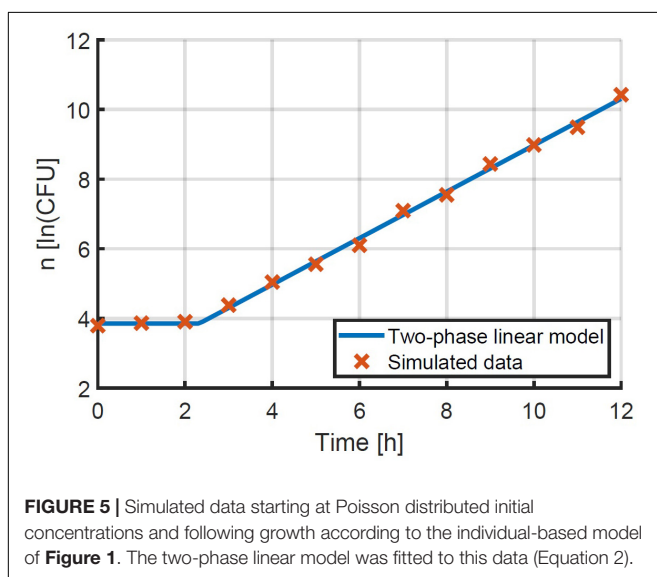 12
10
8
6
4
2
n [ln(CFU)]
Two-phase linear model
Simulated data
0 2 4 6 8 10 12
Time [h]
FIGURE 5 | Simulated data starting at Poisson distributed initial
concentrations and following growth according to the individual-based model
of Figure 1. The two-phase linear model was fitted to this data (Equation 2).